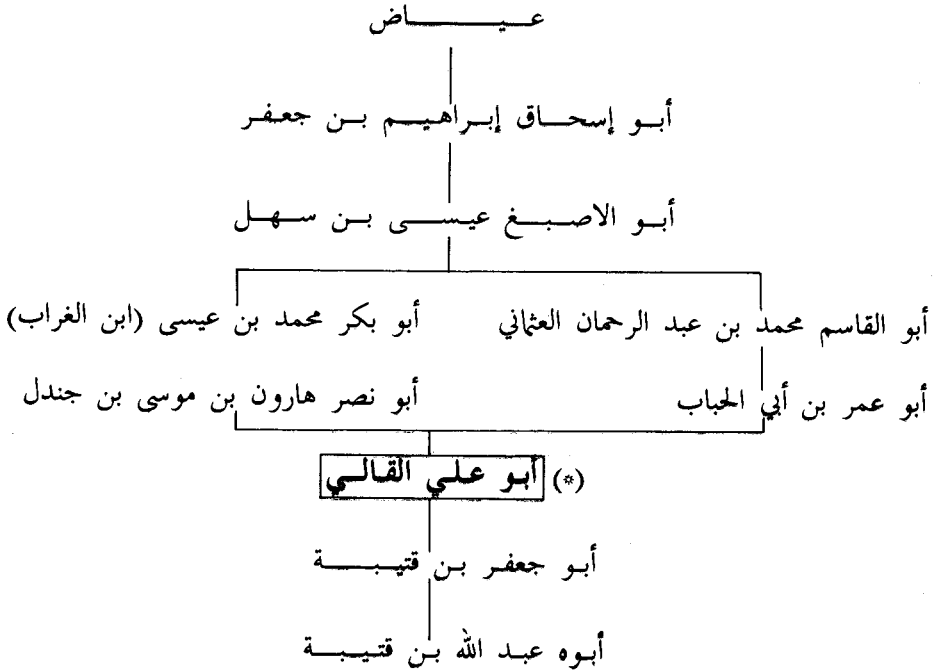 عياض
أبو إسحاق إبراهيم بن جعفر
أبو الاصبغ عيسى بن سهل
أبو القاسم محمد بن عبد الرحمان العثماني
أبو بكر محمد بن عيسى (ابن الغراب)
أبو عمر بن أبي الحباب
أبو نصر هارون بن موسى بن جندل
(*) أبو علي القالي
أبو جعفر بن قتيبة
أبوه عبد الله بن قتيبة